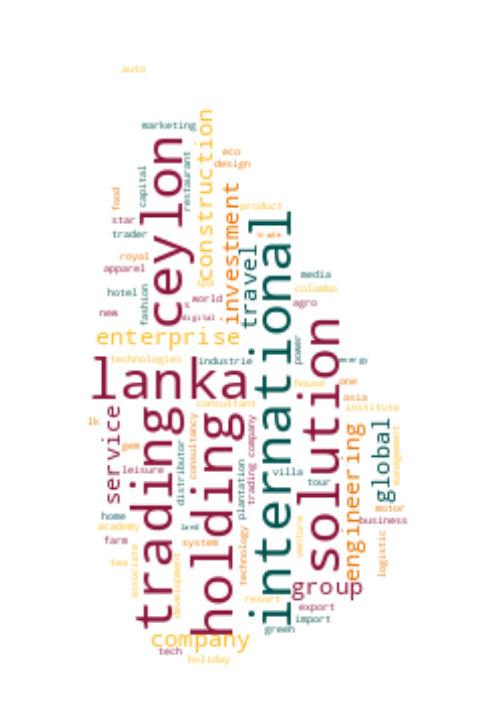 auto
marketing
ceylon
construction
eco
design
restaurant
capital
food
star
trader
investment
product
trade
international
royal
apparel
travel
spa
world
media
colombo
hotel
fashion
s
digital
agro
new
enterprise
solution
power
technologies
industrie
energy
lanka
house
one
asia
consultant
institute
lk
service
trading
holding
trading company
global
engineering
management
gem
leisure
distributor
consultancy
plantation
villa
tour
motor
business
home
academy
land
farm
system
technology
venture
logistic
tea
associate
development
group
resort
export
import
green
company
tech
holiday